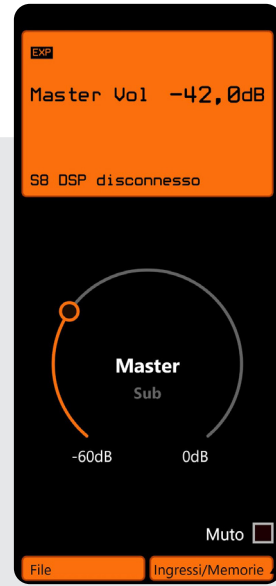 EXP
Master Vol -42,0dB
S8 DSP disconnesso
Master
Sub
-60dB 0dB
Muto
File Ingressi/Memorie